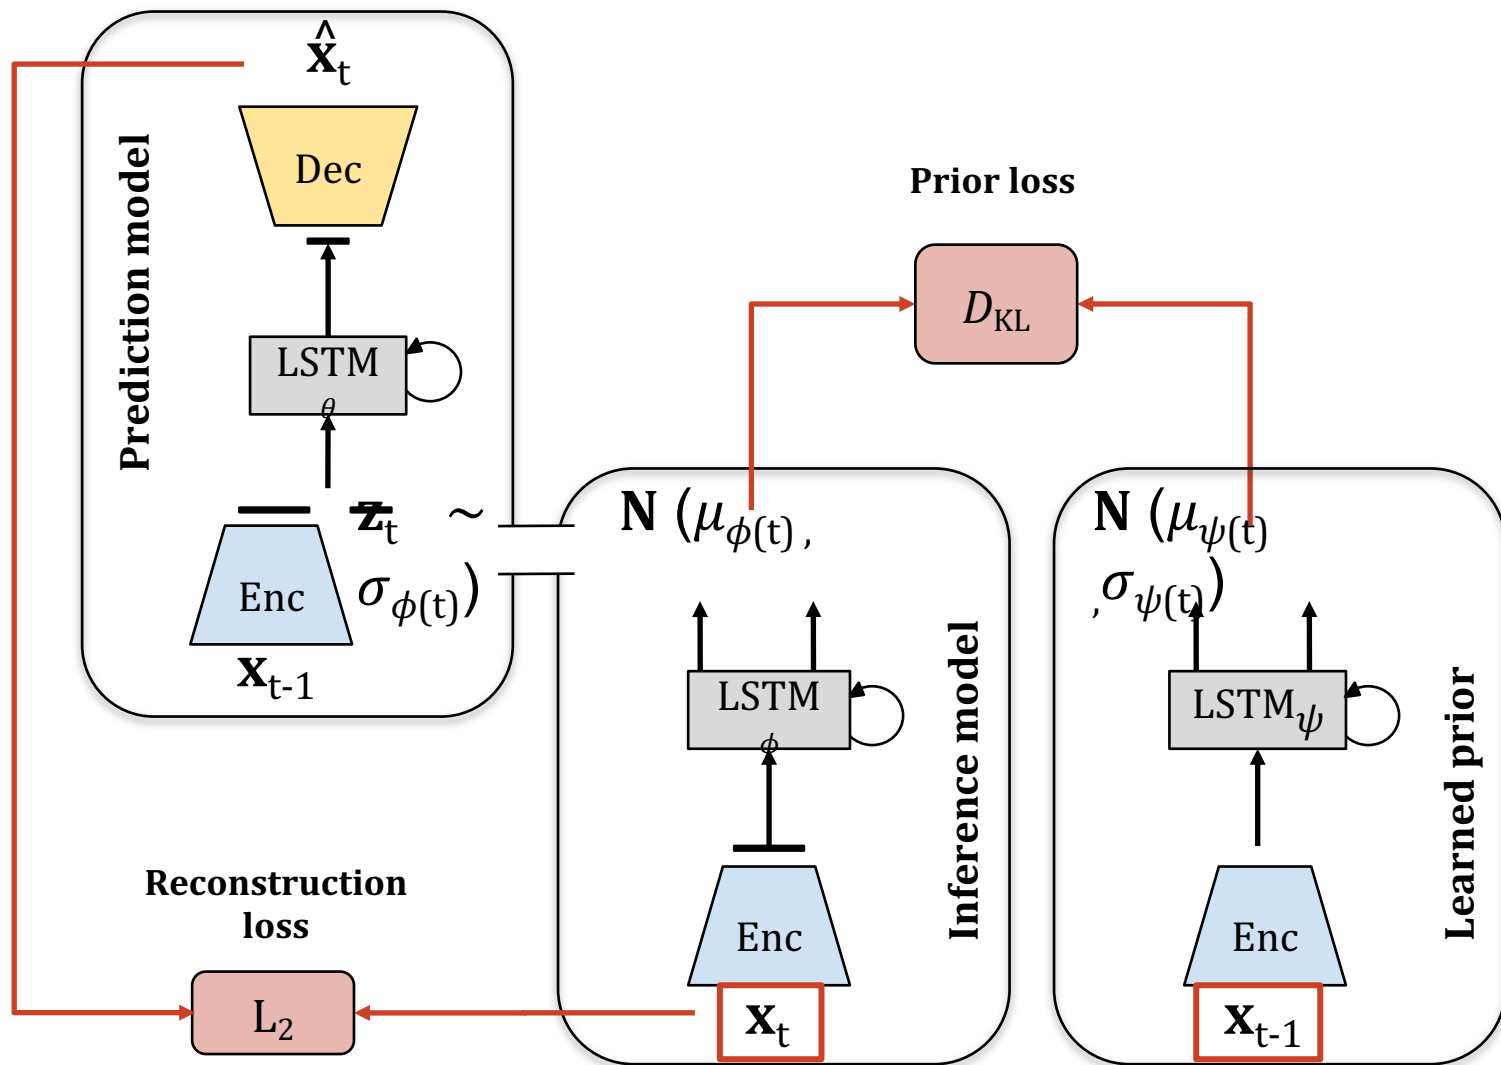 x̂t
Dec
Prediction model
LSTM
θ
zt ~ N (μϕ(t) ,
σϕ(t))
Enc
xt-1
Prior loss
DKL
N (μψ(t)
,σψ(t))
LSTM
ϕ
Inference model
Enc
xt
LSTMψ
Learned prior
Enc
xt-1
Reconstruction
loss
L2